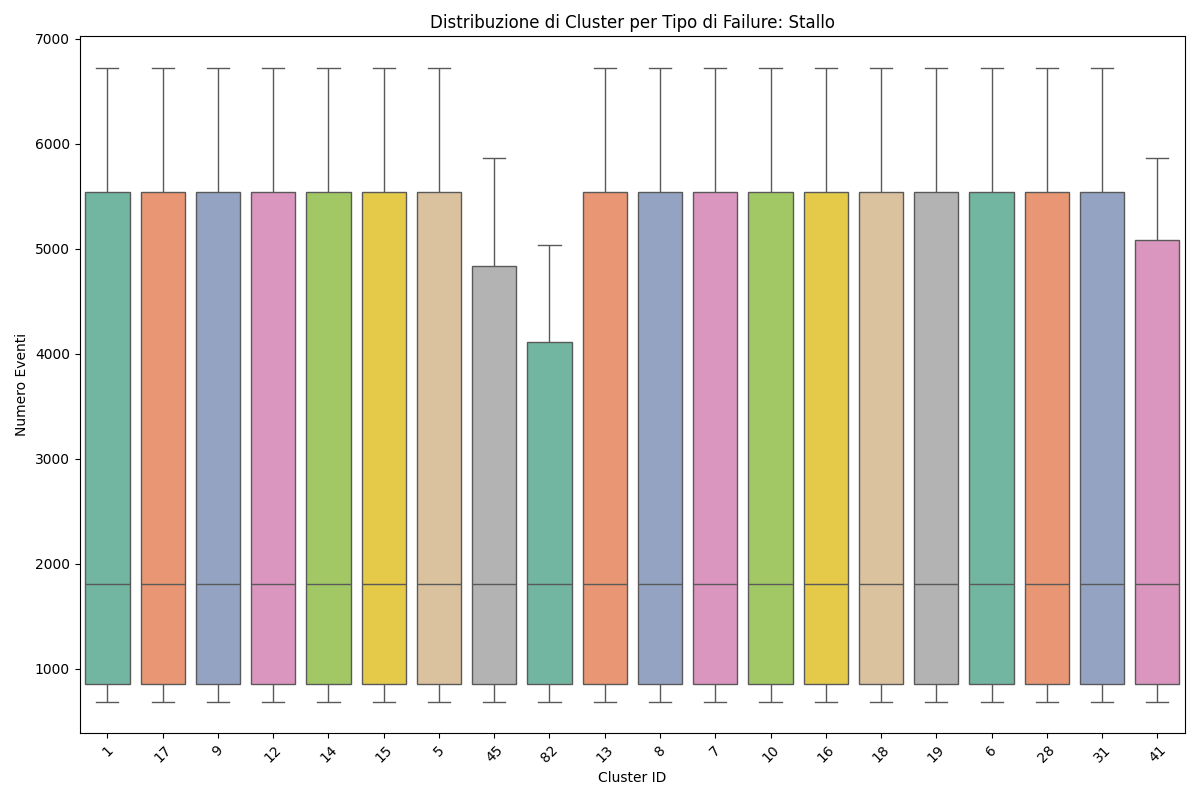 Distribuzione di Cluster per Tipo di Failure: Stallo
Numero Eventi
7000
6000
5000
4000
3000
2000
1000
1 17 9 12 14 15 5 45 82 13 8 7 10 16 18 19 6 28 31 41
Cluster ID